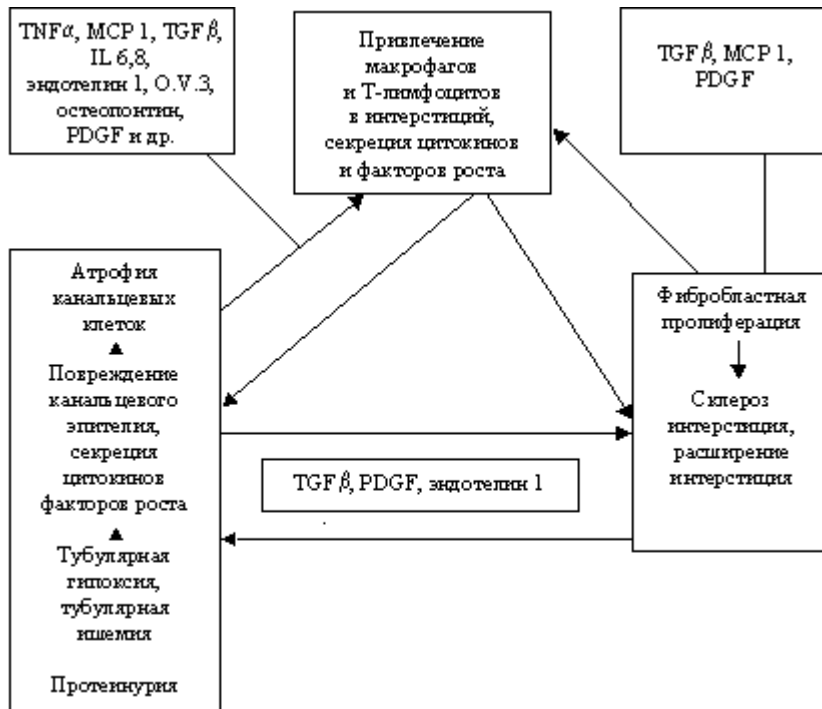 TNFα, MCP 1, TGFβ,
IL 6,8,
эндотелин 1, O.V.3,
остеопонтин,
PDGF и др.
Привлечение
макрофагов
и Т-лимфоцитов
в интерстиций,
секреция цитокинов
и факторов роста
TGFβ, MCP 1,
PDGF
Атрофия
канальцевых
клеток
Повреждение
канальцевого
эпителия,
секреция
цитокинов
факторов роста
Тубулярная
гипоксия,
тубулярная
ишемия
Протеинурия
TGFβ, PDGF, эндотелин 1
Фибробластная
пролиферация
Склероз
интерстиция,
расширение
интерстиция